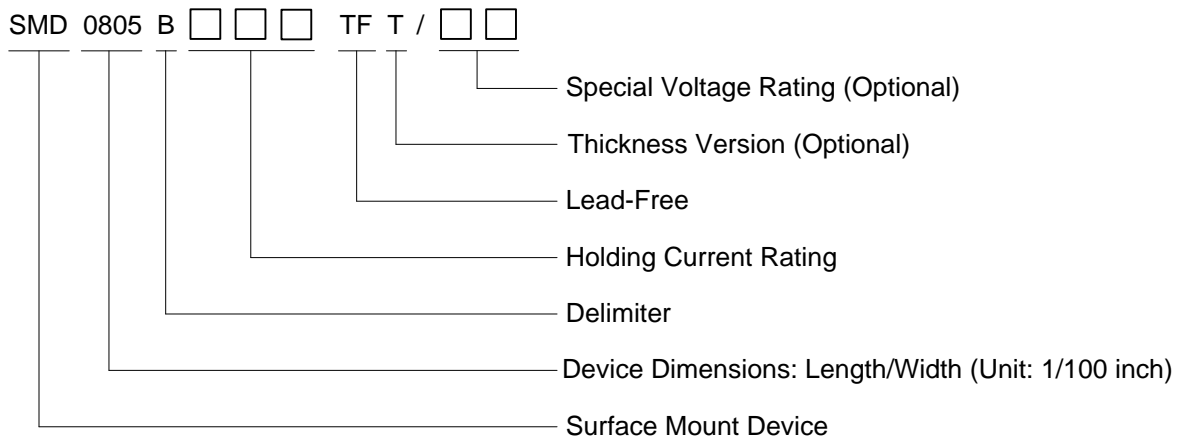 SMD 0805 B □ □ □ TF T / □ □
Special Voltage Rating (Optional)
Thickness Version (Optional)
Lead-Free
Holding Current Rating
Delimiter
Device Dimensions: Length/Width (Unit: 1/100 inch)
Surface Mount Device